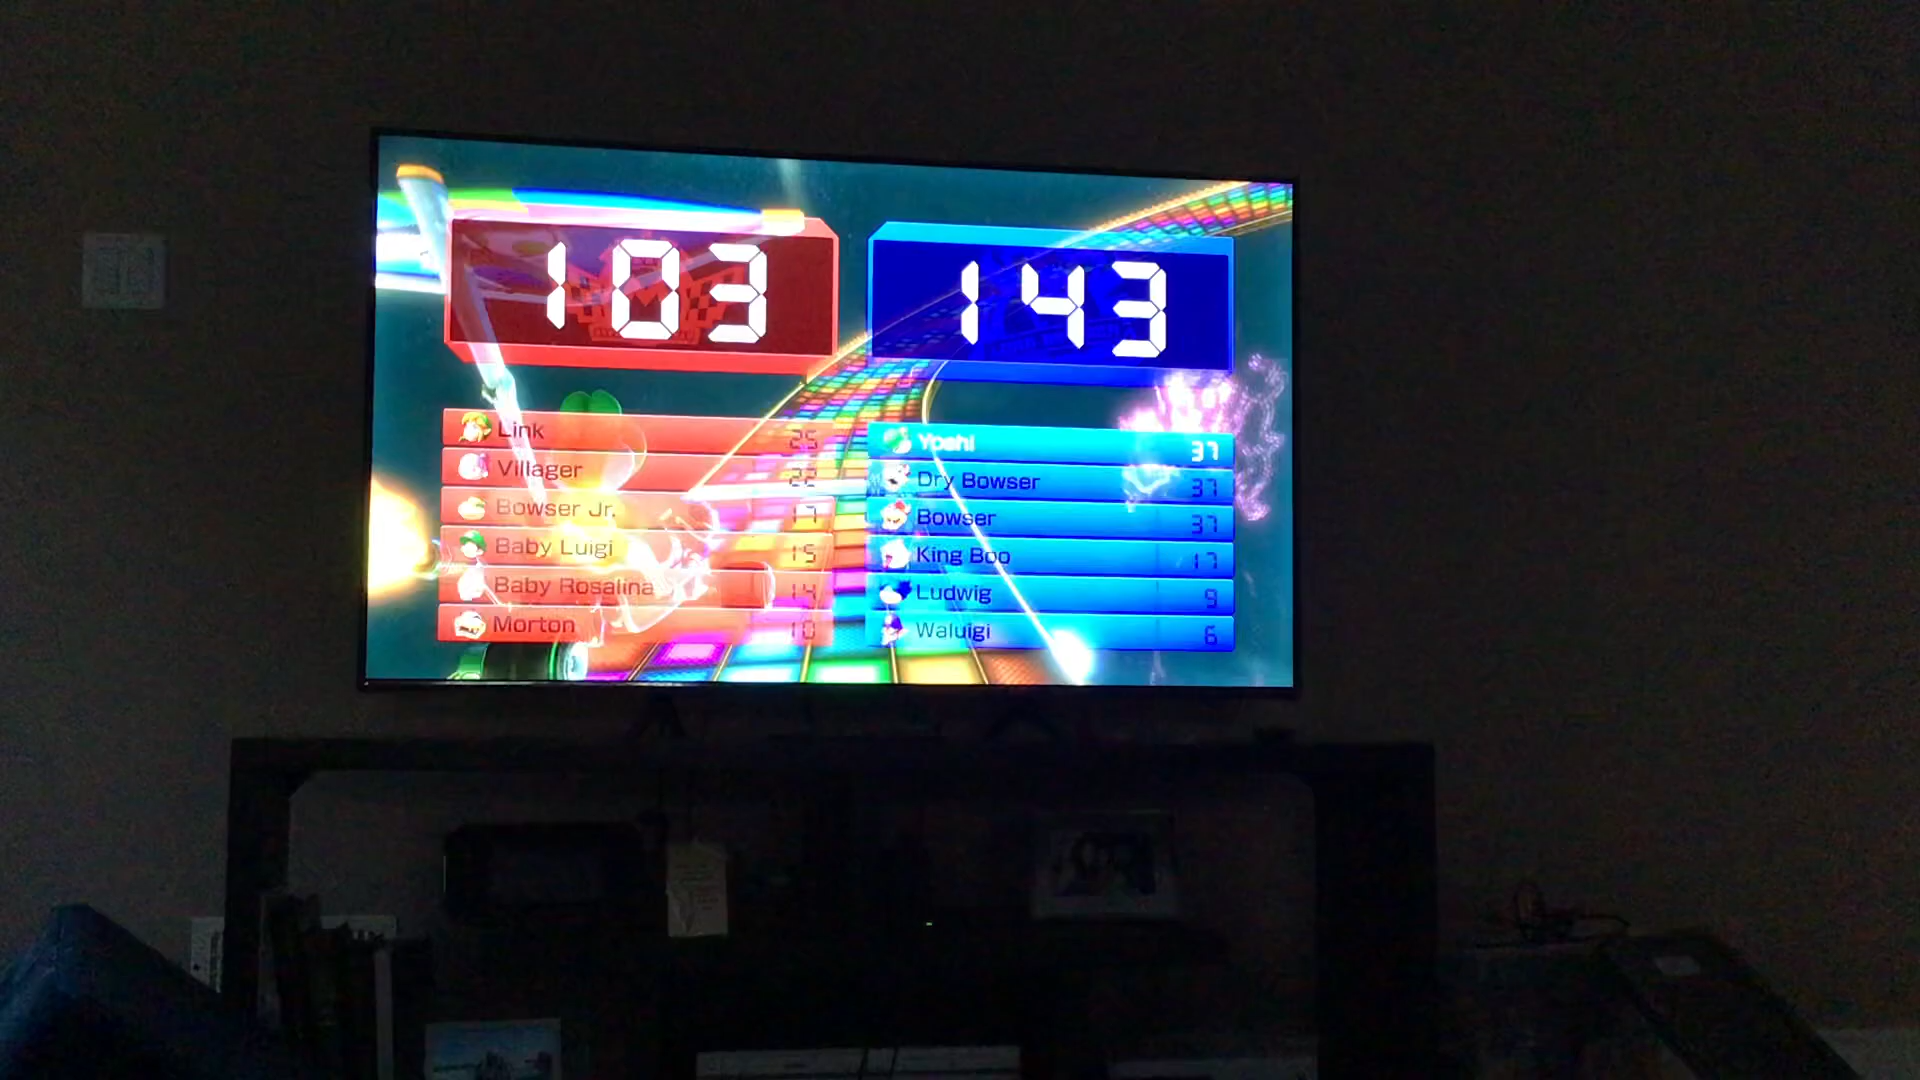 103
143
Link 25
Villager 22
Bowser Jr. 17
Baby Luigi 15
Baby Rosalina 14
Morton 10
Yoshi 37
Dry Bowser 37
Bowser 37
King Boo 17
Ludwig 9
Waluigi 6